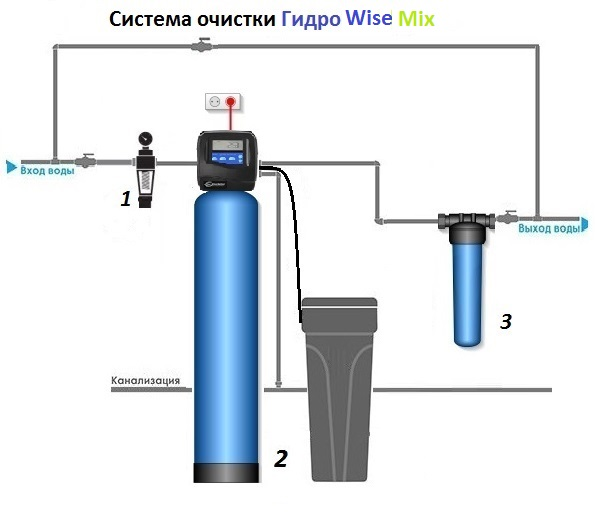 Система очистки Гидро Wise Mix
Вход воды
1
Выход воды
3
Канализация
2